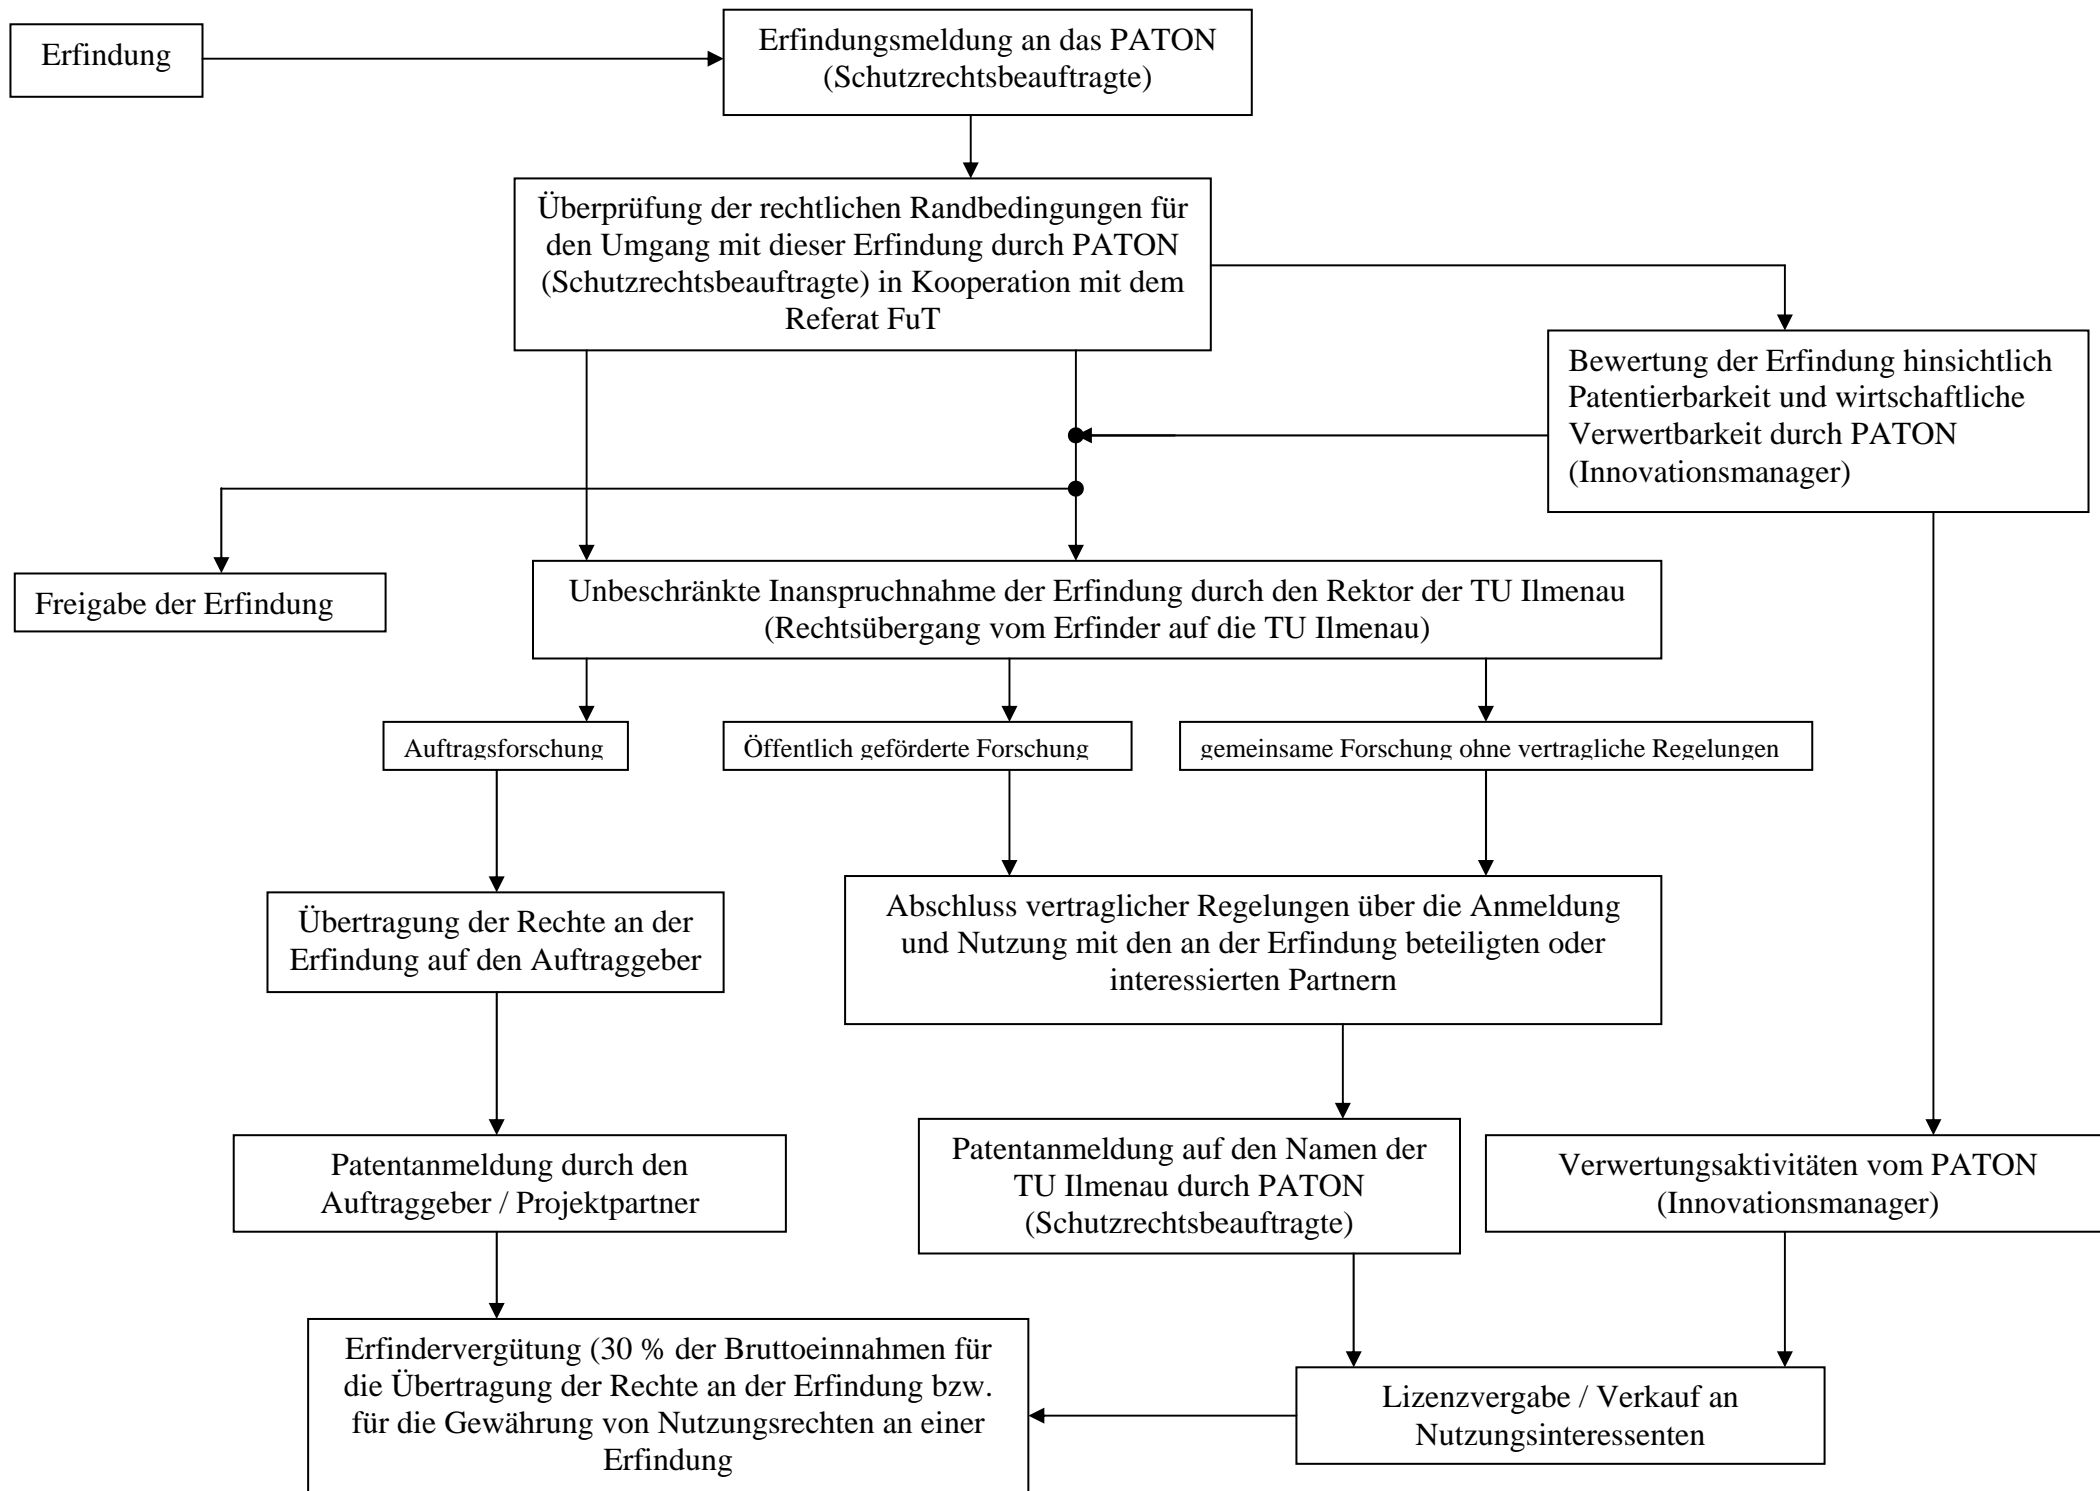 Erfindung
Erfindungsmeldung an das PATON
(Schutzrechtsbeauftragte)
Überprüfung der rechtlichen Randbedingungen für
den Umgang mit dieser Erfindung durch PATON
(Schutzrechtsbeauftragte) in Kooperation mit dem
Referat FuT
Bewertung der Erfindung hinsichtlich
Patentierbarkeit und wirtschaftliche
Verwertbarkeit durch PATON
(Innovationsmanager)
Freigabe der Erfindung
Unbeschränkte Inanspruchnahme der Erfindung durch den Rektor der TU Ilmenau
(Rechtsübergang vom Erfinder auf die TU Ilmenau)
Auftragsforschung
Öffentlich geförderte Forschung
gemeinsame Forschung ohne vertragliche Regelungen
Übertragung der Rechte an der
Erfindung auf den Auftraggeber
Abschluss vertraglicher Regelungen über die Anmeldung
und Nutzung mit den an der Erfindung beteiligten oder
interessierten Partnern
Patentanmeldung durch den
Auftraggeber / Projektpartner
Patentanmeldung auf den Namen der
TU Ilmenau durch PATON
(Schutzrechtsbeauftragte)
Verwertungsaktivitäten vom PATON
(Innovationsmanager)
Erfindervergütung (30 % der Bruttoeinnahmen für
die Übertragung der Rechte an der Erfindung bzw.
für die Gewährung von Nutzungsrechten an einer
Erfindung
Lizenzvergabe / Verkauf an
Nutzungsinteressenten